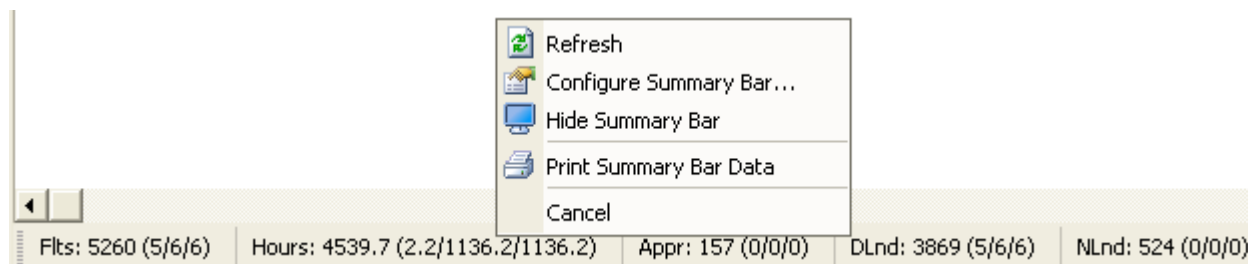 Refresh
Configure Summary Bar...
Hide Summary Bar
Print Summary Bar Data
Cancel
Flts: 5260 (5/6/6) Hours: 4539.7 (2.2/1136.2/1136.2) Appr: 157 (0/0/0) DLnd: 3869 (5/6/6) NLnd: 524 (0/0/0)